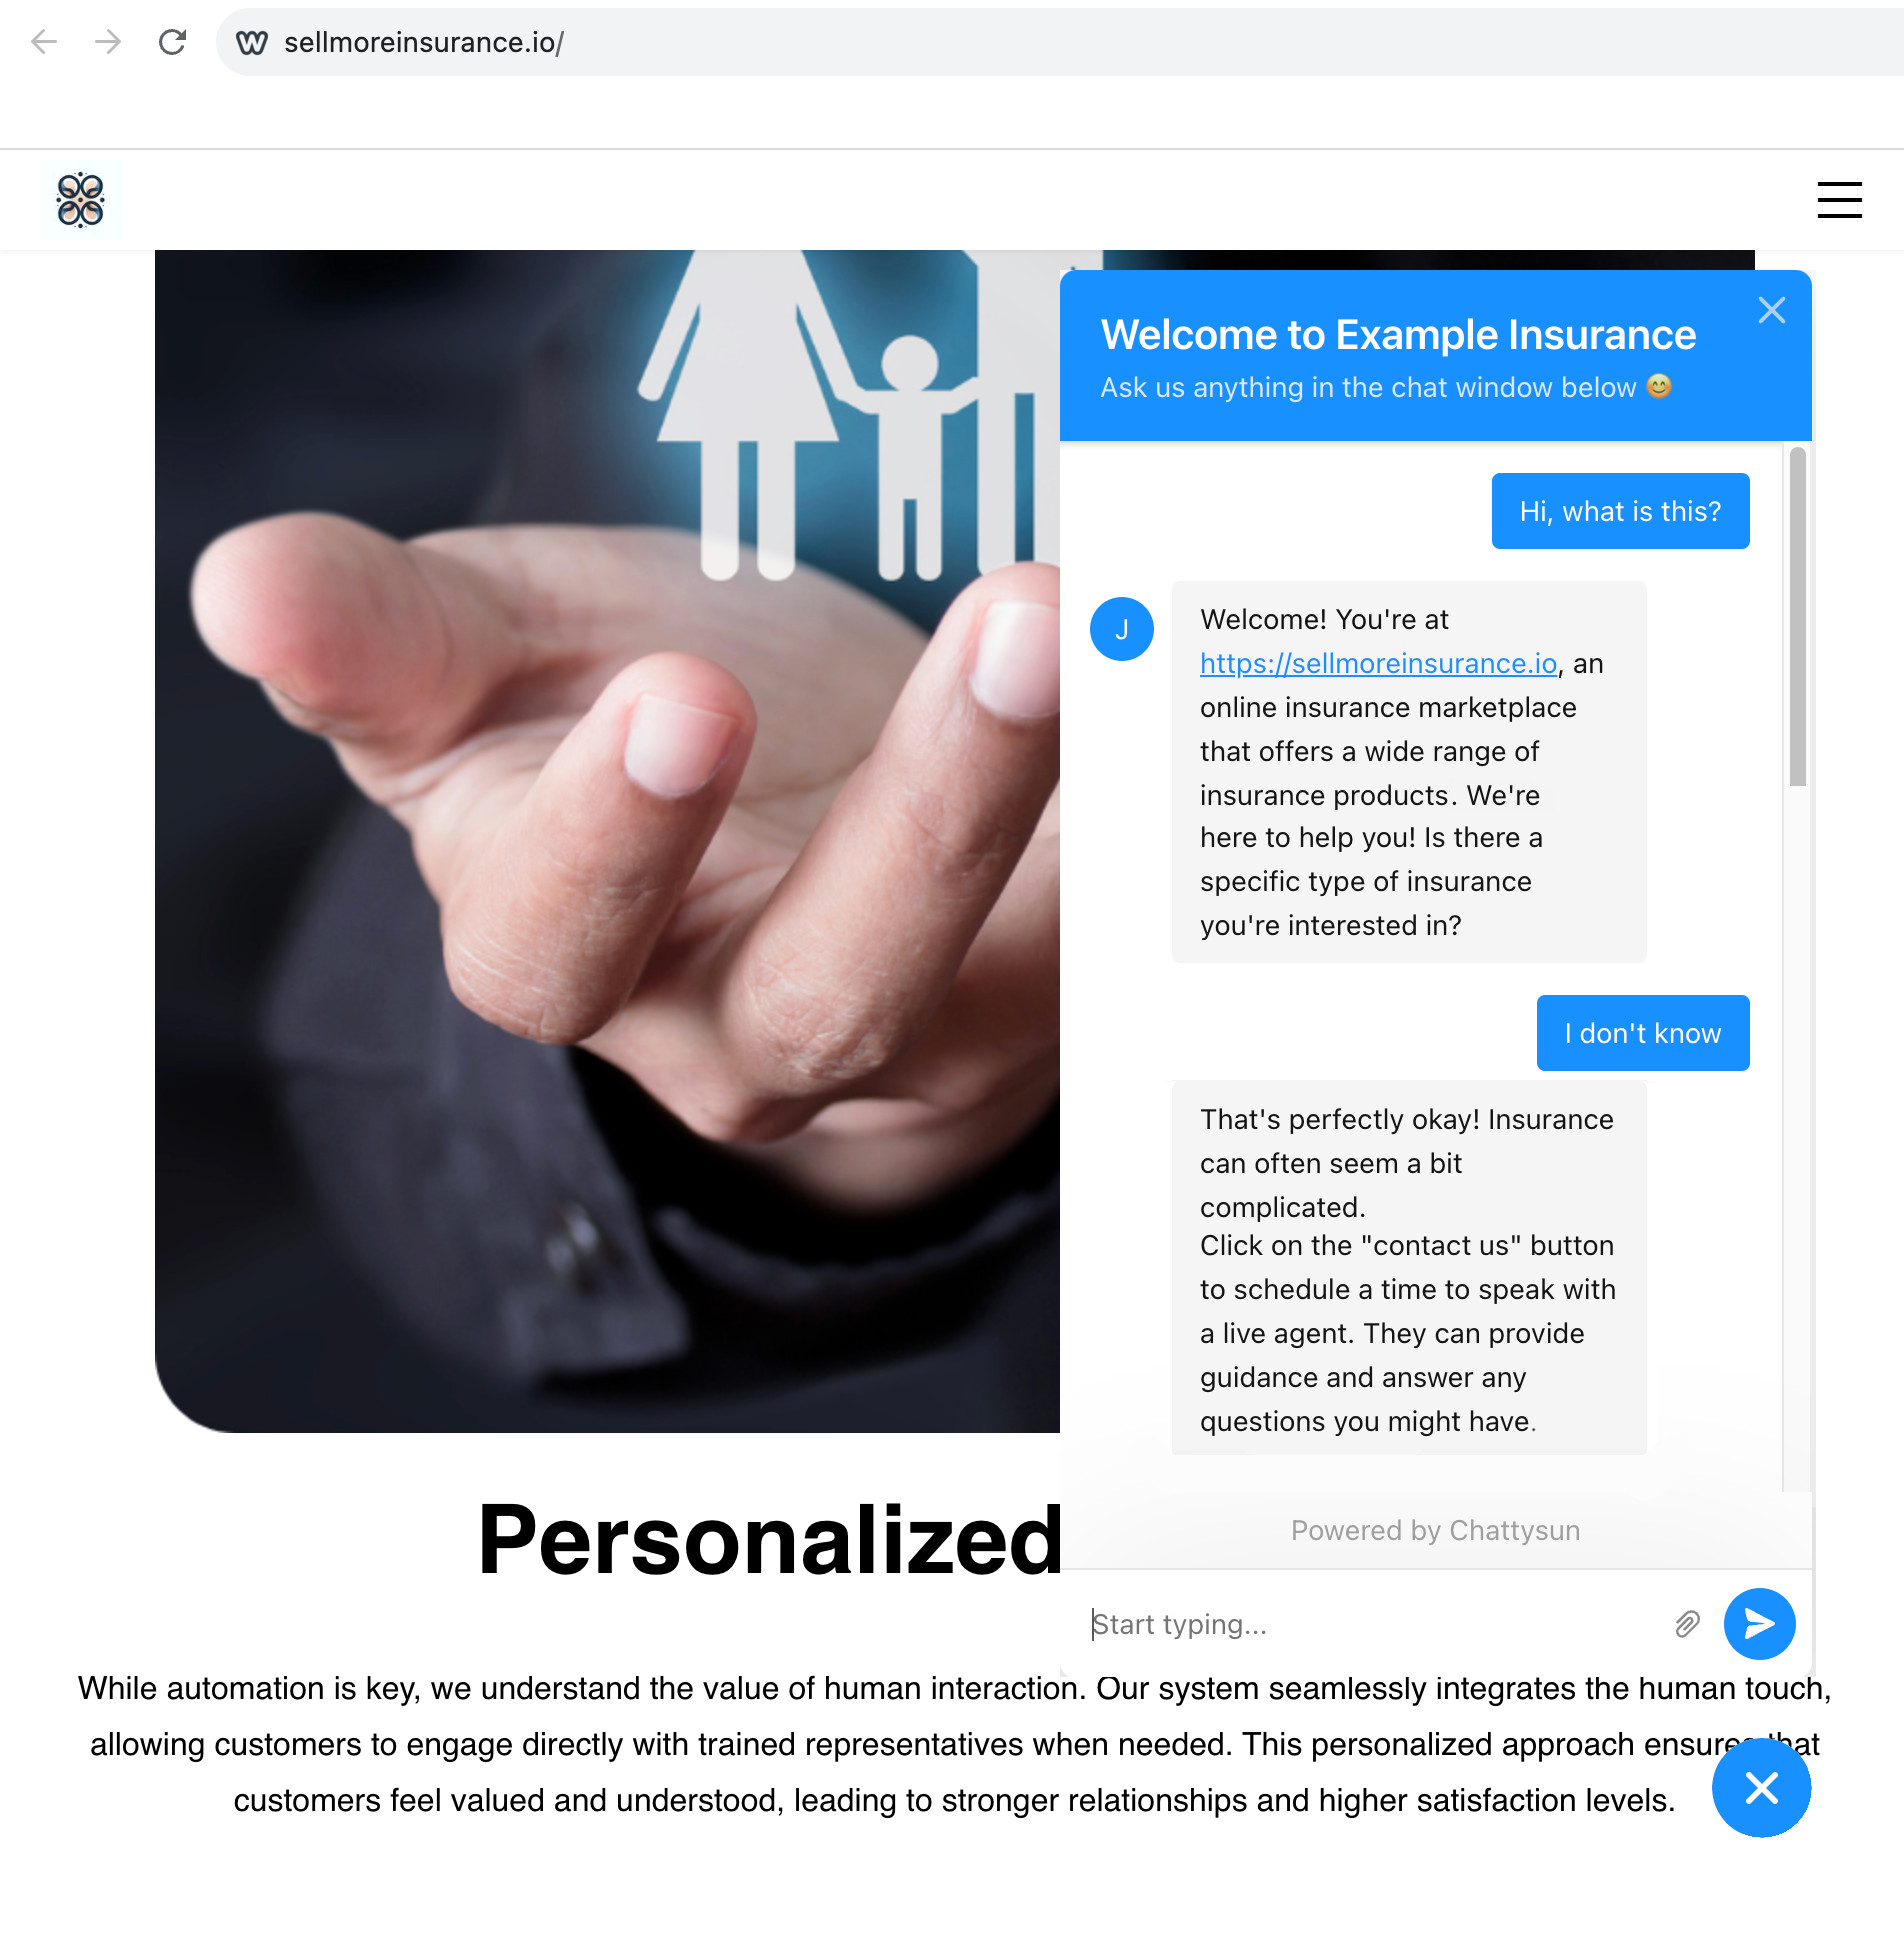 sellmoreinsurance.io/
Welcome to Example Insurance
Ask us anything in the chat window below 😊
Hi, what is this?
J
Welcome! You're at
https://sellmoreinsurance.io, an
online insurance marketplace
that offers a wide range of
insurance products. We're
here to help you! Is there a
specific type of insurance
you're interested in?
I don't know
That's perfectly okay! Insurance
can often seem a bit
complicated.
Click on the "contact us" button
to schedule a time to speak with
a live agent. They can provide
guidance and answer any
questions you might have.
Powered by Chattysun
Start typing...
Personalized
While automation is key, we understand the value of human interaction. Our system seamlessly integrates the human touch,
allowing customers to engage directly with trained representatives when needed. This personalized approach ensures that
customers feel valued and understood, leading to stronger relationships and higher satisfaction levels.